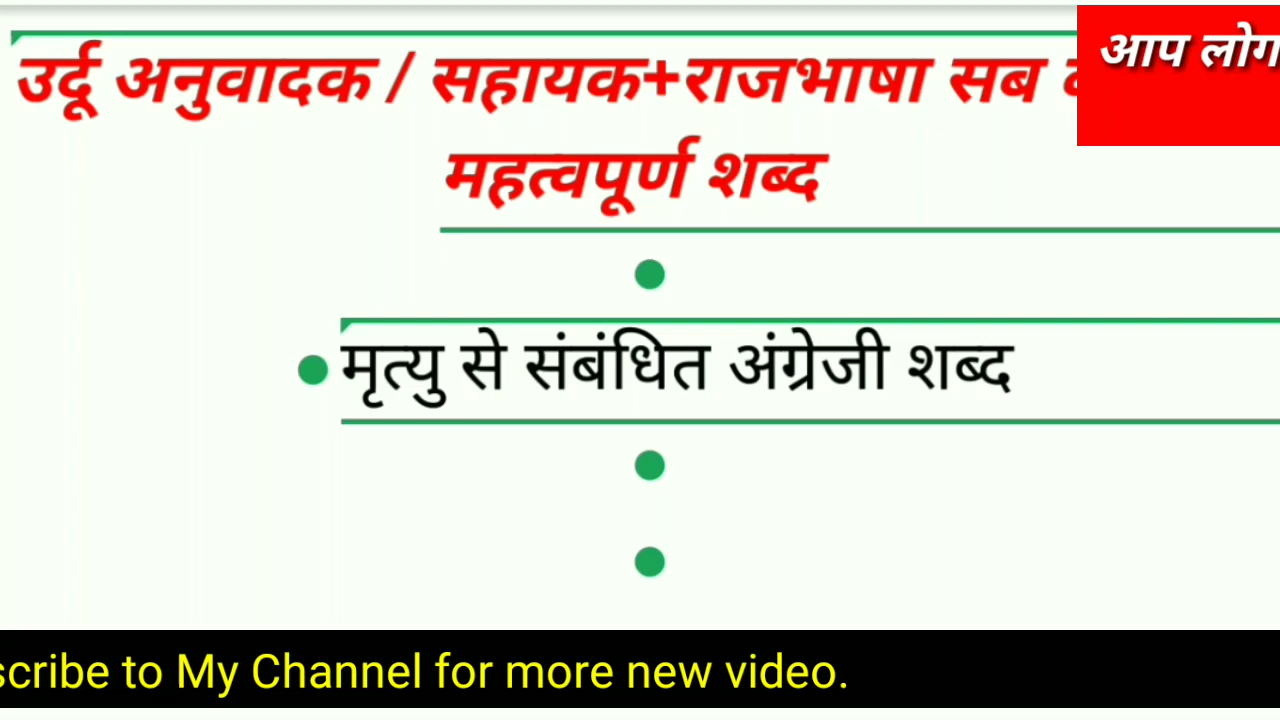 उर्दू अनुवादक / सहायक+राजभाषा सब
आप लोग
महत्वपूर्ण शब्द
मृत्यु से संबंधित अंग्रेजी शब्द
to My Channel for more new video.